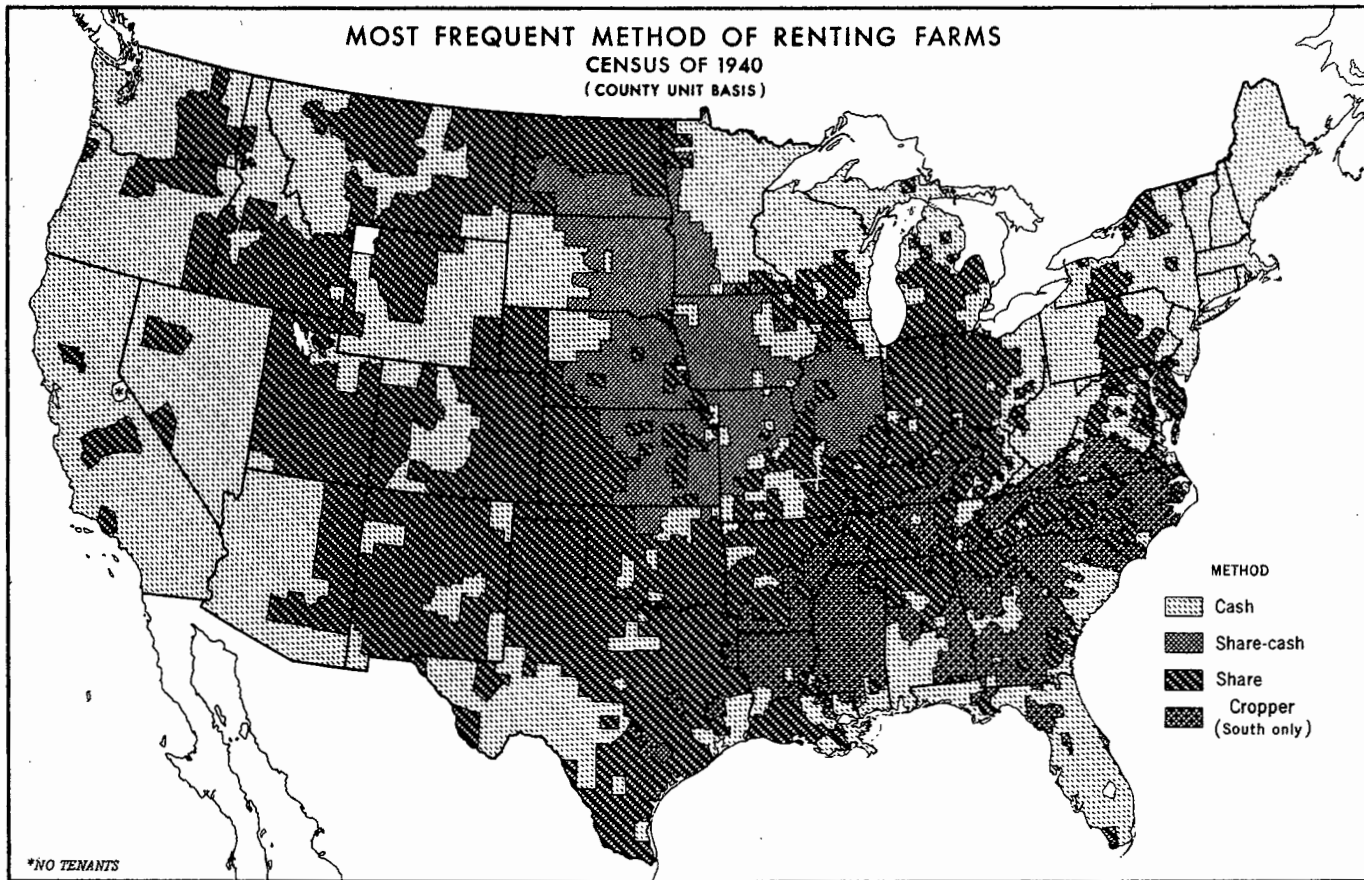 MOST FREQUENT METHOD OF RENTING FARMS
CENSUS OF 1940
(COUNTY UNIT BASIS)
*
METHOD
Cash
Share-cash
Share
Cropper
(South only)
*NO TENANTS